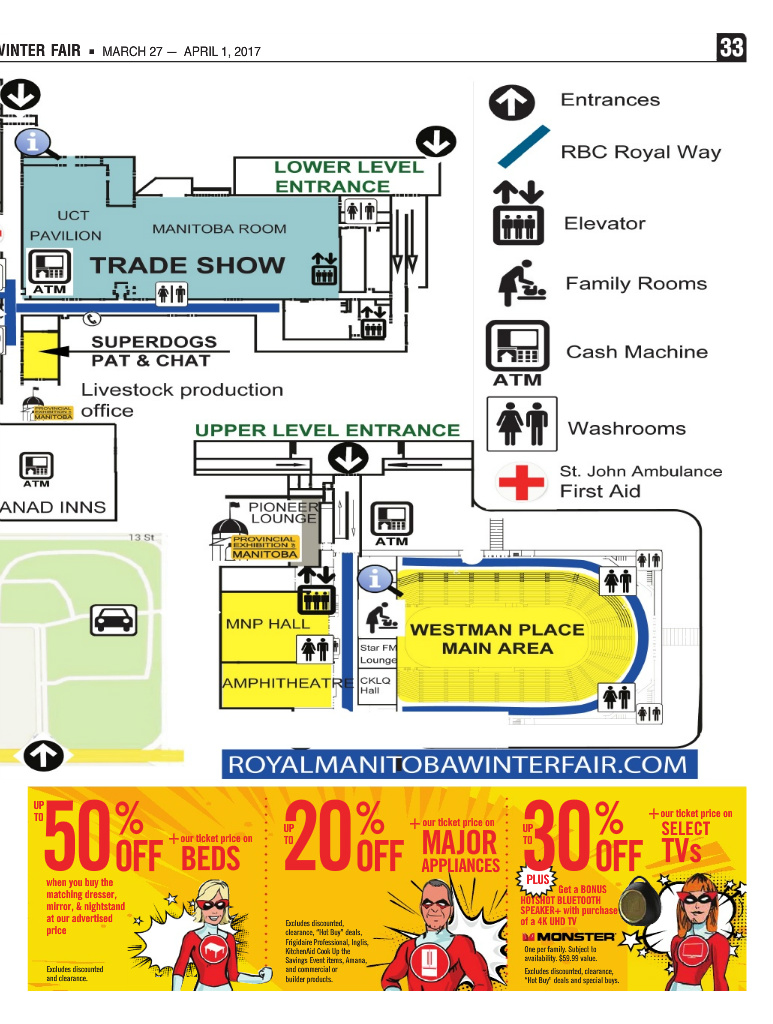 WINTER FAIR ▪ MARCH 27 — APRIL 1, 2017
33
Entrances
RBC Royal Way
Elevator
Family Rooms
Cash Machine
ATM
Washrooms
St. John Ambulance
First Aid
LOWER LEVEL
ENTRANCE
UCT
PAVILION
MANITOBA ROOM
TRADE SHOW
ATM
SUPERDOGS
PAT & CHAT
Livestock production
office
PROVINCIAL
EXHIBITION OF
MANITOBA
ATM
ANAD INNS
13 St
UPPER LEVEL ENTRANCE
PIONEER
LOUNGE
PROVINCIAL
EXHIBITION OF
MANITOBA
ATM
MNP HALL
AMPHITHEATRE
Star FM
Lounge
CKLQ
Hall
WESTMAN PLACE
MAIN AREA
ROYALMANITOBAWINTERFAIR.COM
UP
TO
50%
OFF
+our ticket price on
BEDS
when you buy the
matching dresser,
mirror, & nightstand
at our advertised
price
Excludes discounted
and clearance.
UP
TO
20%
OFF
+our ticket price on
MAJOR
APPLIANCES
Excludes discounted,
clearance, "Hot Buy" deals,
Frigidaire Professional, Inglis,
KitchenAid Cook Up the
Savings Event items, Amana,
and commercial or
builder products.
UP
TO
30%
OFF
+our ticket price on
SELECT
TVs
PLUS
Get a BONUS
HOTSHOT BLUETOOTH
SPEAKER+ with purchase
of a 4K UHD TV
MONSTER
One per family. Subject to
availability. $59.99 value.
Excludes discounted, clearance,
"Hot Buy" deals and special buys.